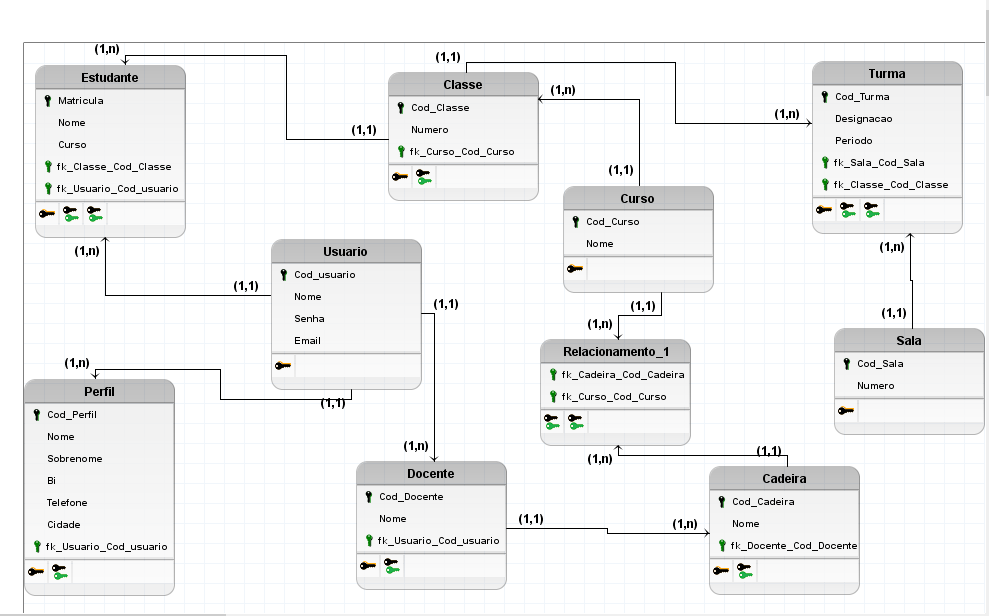 (1,n)
Estudante
Matricula
Nome
Curso
fk_Classe_Cod_Classe
fk_Usuario_Cod_usuario
(1,n)
(1,1)
(1,1)
Classe
Cod_Classe
Numero
fk_Curso_Cod_Curso
(1,n)
(1,1)
Curso
Cod_Curso
Nome
(1,1)
(1,n)
Turma
Cod_Turma
Designacao
Periodo
fk_Sala_Cod_Sala
fk_Classe_Cod_Classe
(1,n)
(1,1)
Sala
Cod_Sala
Numero
(1,1)
Usuario
Cod_usuario
Nome
Senha
Email
(1,1)
(1,1)
(1,n)
Perfil
Cod_Perfil
Nome
Sobrenome
Bi
Telefone
Cidade
fk_Usuario_Cod_usuario
(1,n)
Docente
Cod_Docente
Nome
fk_Usuario_Cod_usuario
(1,1)
(1,n)
(1,n)
Relacionamento_1
fk_Cadeira_Cod_Cadeira
fk_Curso_Cod_Curso
(1,n)
(1,1)
Cadeira
Cod_Cadeira
Nome
fk_Docente_Cod_Docente